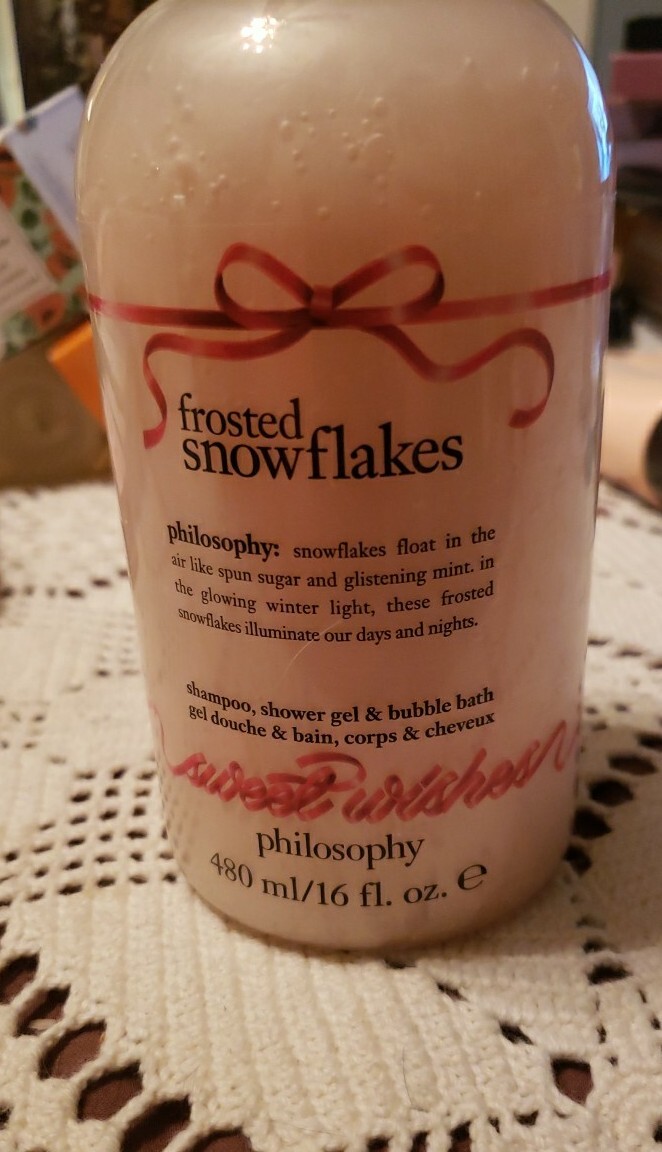 frosted
snowflakes
philosophy: snowflakes float in the
air like spun sugar and glistening mint. in
the glowing winter light, these frosted
snowflakes illuminate our days and nights.
shampoo, shower gel & bubble bath
gel douche & bain, corps & cheveux
sweet wishes
philosophy
480 ml/16 fl. oz. ℮